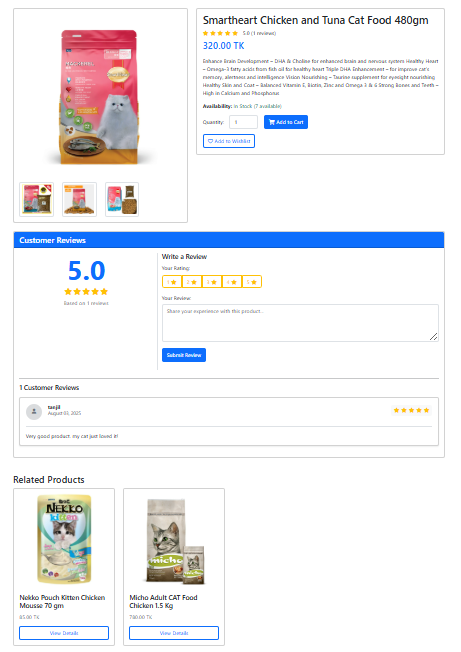 Smartheart Chicken and Tuna Cat Food 480gm
5.0 (1 reviews)
320.00 TK
Enhance Brain Development – DHA & Choline for enhanced brain and nervous system Healthy Heart
– Omega-3 fatty acids from fish oil for healthy heart Triple DHA Enhancement – for improve cat's
memory, alertness and intelligence Vision Nourishing – Taurine supplement for eyesight nourishing
Healthy Skin and Coat – Balanced Vitamin E, Biotin, Zinc and Omega 3 & 6 Strong Bones and Teeth –
High in Calcium and Phosphorus
Availability: In Stock (7 available)
Quantity: 1 Add to Cart
Add to Wishlist
MACKEREL
Customer Reviews
5.0
Based on 1 reviews
Write a Review
Your Rating:
1 2 3 4 5
Your Review:
Share your experience with this product...
Submit Review
1 Customer Reviews
tanjil
August 03, 2025
Very good product. my cat just loved it!
Related Products
NEKKO
kitten
Nekko Pouch Kitten Chicken
Mousse 70 gm
85.00 TK
View Details
micho
Micho Adult CAT Food
Chicken 1.5 Kg
780.00 TK
View Details